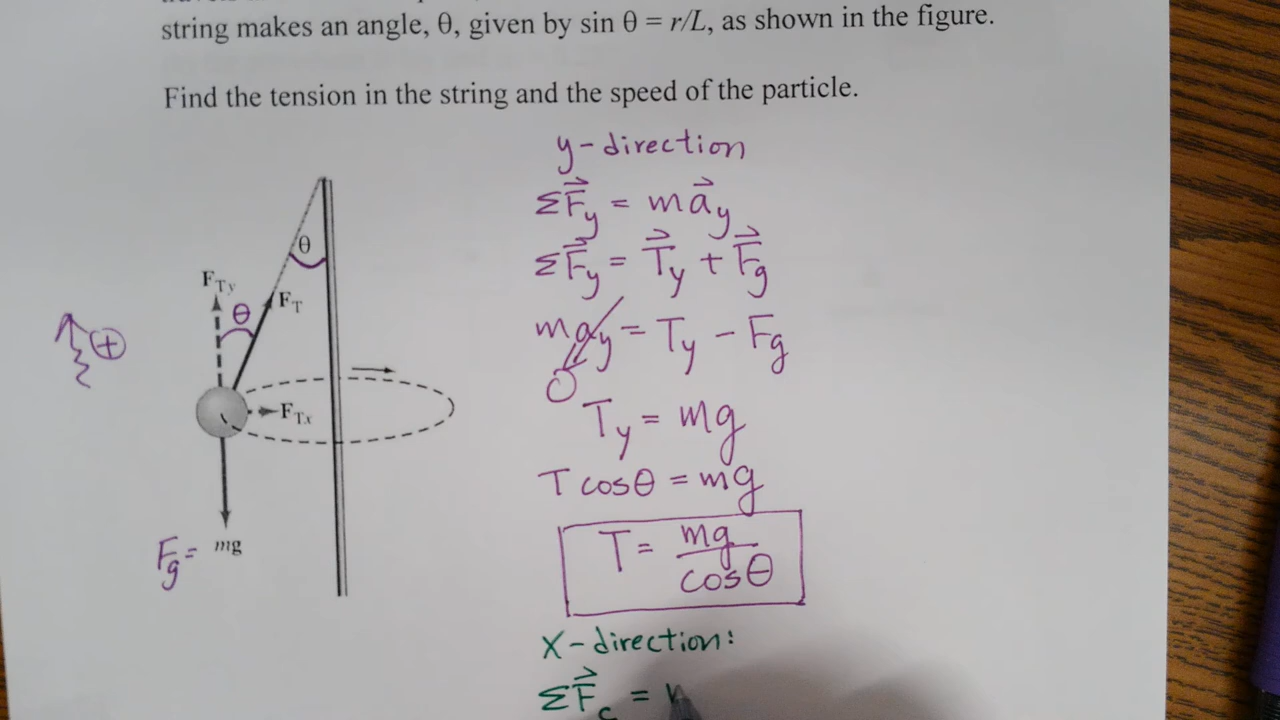 string makes an angle, θ, given by sin θ = r/L, as shown in the figure.
Find the tension in the string and the speed of the particle.
y-direction
ΣF⃗y = ma⃗y
ΣF⃗y = T⃗y + F⃗g
may = Ty - Fg
0
Ty = mg
T cosθ = mg
T = mg/cosθ
X-direction:
ΣF⃗c =
θ
FTy
θ
FT
+
FTx
Fg = mg